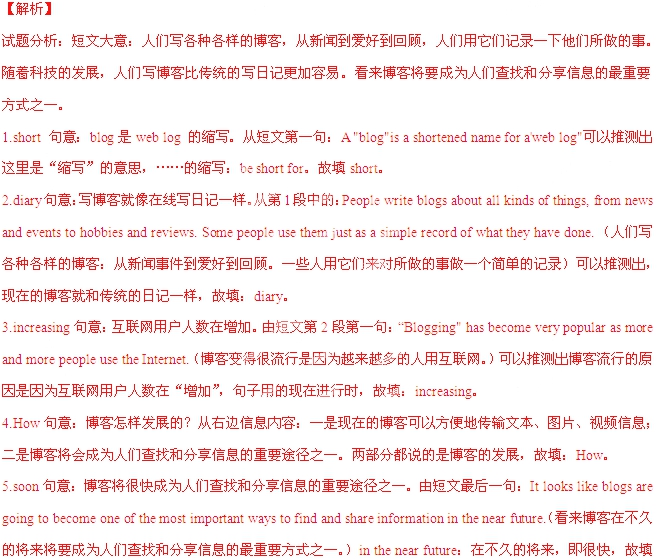 【解析】
试题分析：短文大意：人们写各种各样的博客，从新闻到爱好到回顾，人们用它们记录一下他们所做的事。
随着科技的发展，人们写博客比传统的写日记更加容易。看来博客将要成为人们查找和分享信息的最重要
方式之一。
1.short 句意：blog 是 web log 的缩写。从短文第一句：A "blog"is a shortened name for a'web log"可以推测出
这里是“缩写”的意思，……的缩写：be short for。故填 short。
2.diary 句意：写博客就像在线写日记一样。从第 1 段中的：People write blogs about all kinds of things, from news
and events to hobbies and reviews. Some people use them just as a simple record of what they have done. （人们写
各种各样的博客：从新闻事件到爱好到回顾。一些人用它们来对所做的事做一个简单的记录）可以推测出，
现在的博客就和传统的日记一样，故填：diary。
3.increasing 句意：互联网用户人数在增加。由短文第 2 段第一句：“Blogging" has become very popular as more
and more people use the Internet.（博客变得很流行是因为越来越多的人用互联网。）可以推测出博客流行的原
因是因为互联网用户人数在“增加”，句子用的现在进行时，故填：increasing。
4.How 句意：博客怎样发展的？从右边信息内容：一是现在的博客可以方便地传输文本、图片、视频信息；
二是博客将会成为人们查找和分享信息的重要途径之一。两部分都说的是博客的发展，故填：How。
5.soon 句意：博客将很快成为人们查找和分享信息的重要途径之一。由短文最后一句：It looks like blogs are
going to become one of the most important ways to find and share information in the near future.(看来博客在不久
的将来将要成为人们查找和分享信息的最重要方式之一。）in the near future：在不久的将来，即很快，故填